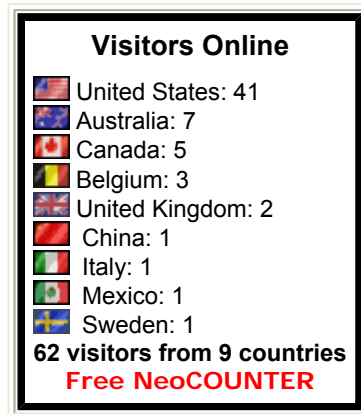 Visitors Online
United States: 41
Australia: 7
Canada: 5
Belgium: 3
United Kingdom: 2
China: 1
Italy: 1
Mexico: 1
Sweden: 1
62 visitors from 9 countries
Free NeoCOUNTER